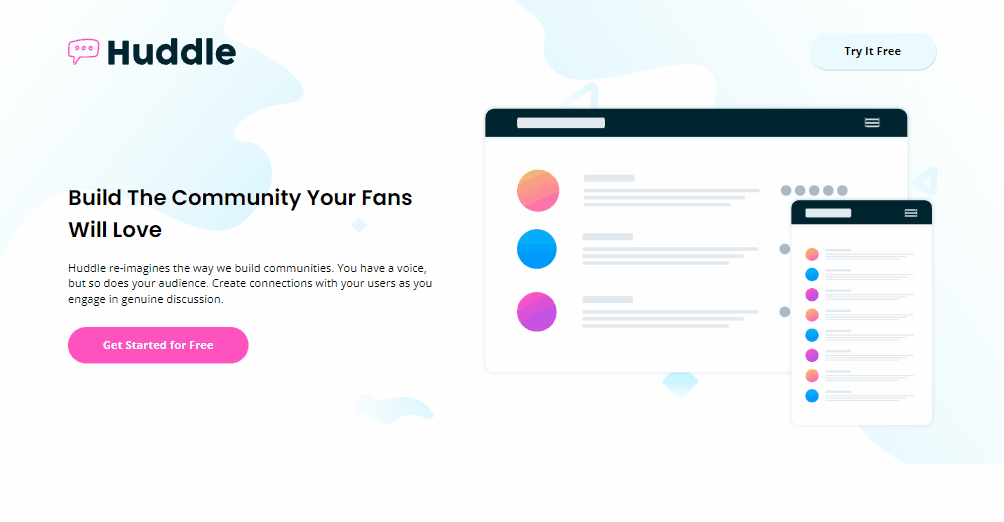 Huddle
Try It Free
Build The Community Your Fans
Will Love
Huddle re-imagines the way we build communities. You have a voice,
but so does your audience. Create connections with your users as you
engage in genuine discussion.
Get Started for Free